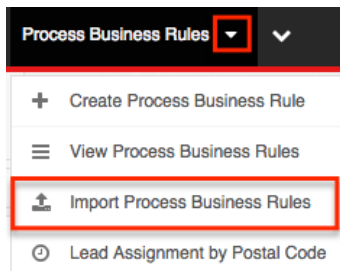 Process Business Rules
Create Process Business Rule
View Process Business Rules
Import Process Business Rules
Lead Assignment by Postal Code